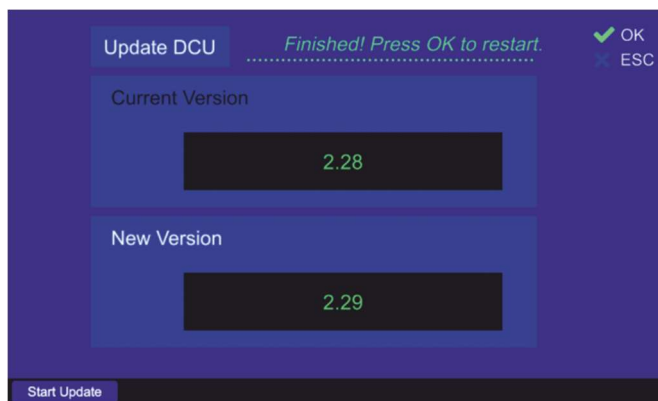 Update DCU
Finished! Press OK to restart.
OK
ESC
Current Version
2.28
New Version
2.29
Start Update